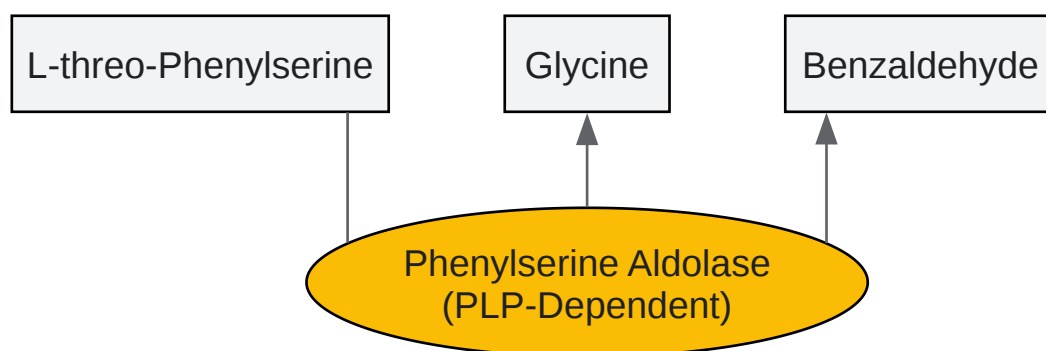 L-threo-Phenylserine
Glycine
Benzaldehyde
Phenylserine Aldolase
(PLP-Dependent)